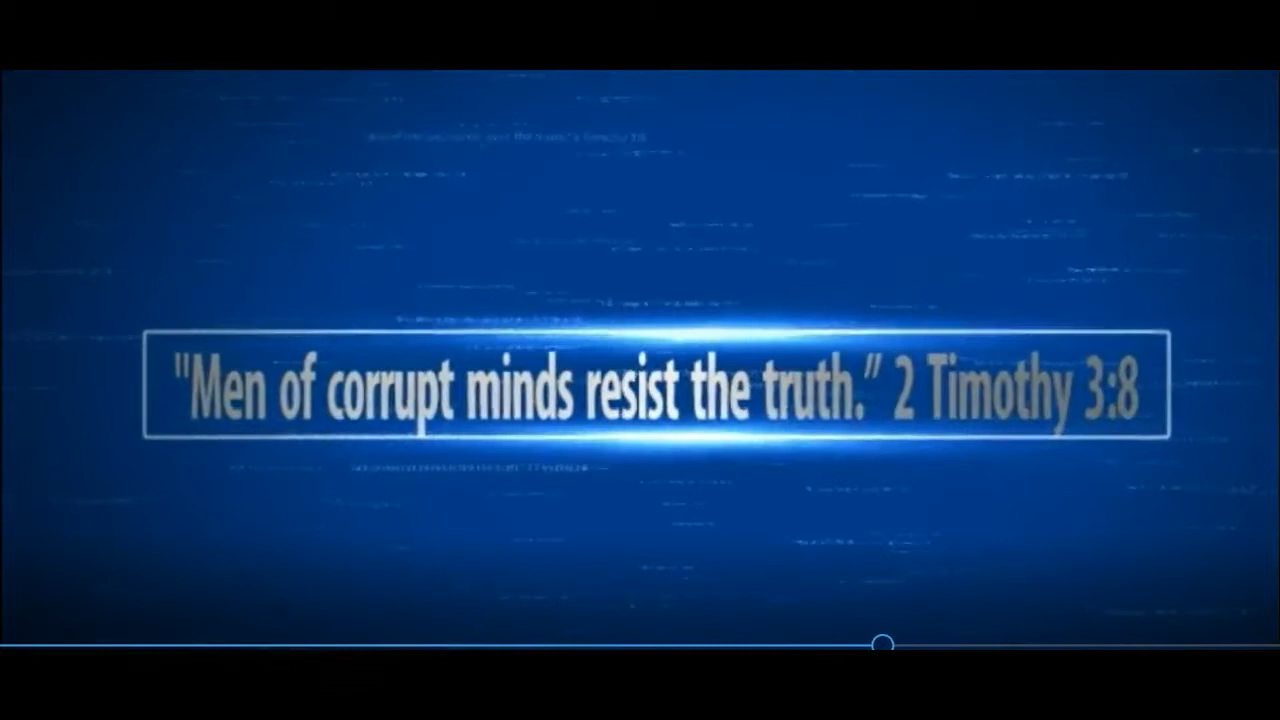 "Men of corrupt minds resist the truth.” 2 Timothy 3:8